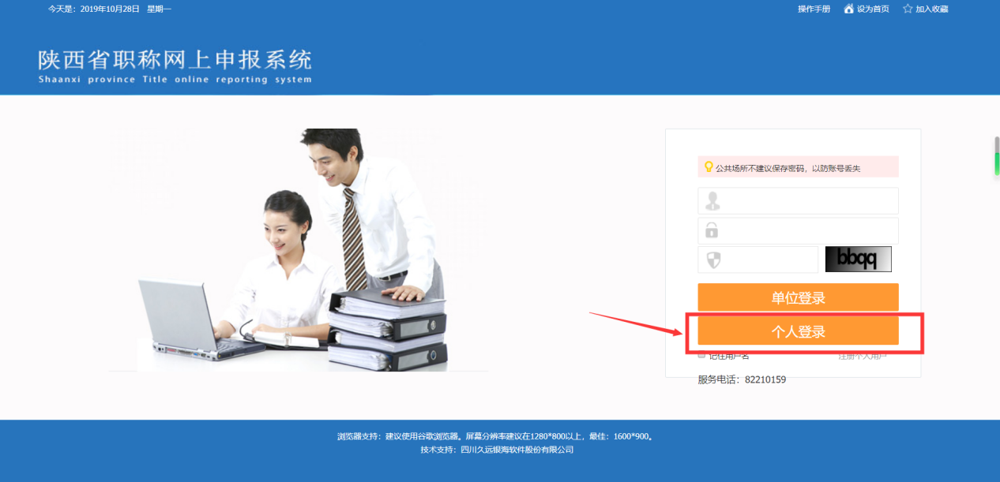 今天是：2019年10月28日 星期一
操作手册 设为首页 加入收藏
陕西省职称网上申报系统
Shaanxi province Title online reporting system
公共场所不建议保存密码，以防账号丢失
bbqq
单位登录
个人登录
记住用户名 注册个人用户
服务电话：82210159
浏览器支持：建议使用谷歌浏览器。屏幕分辨率建议在1280*800以上，最佳：1600*900。
技术支持：四川久远银海软件股份有限公司